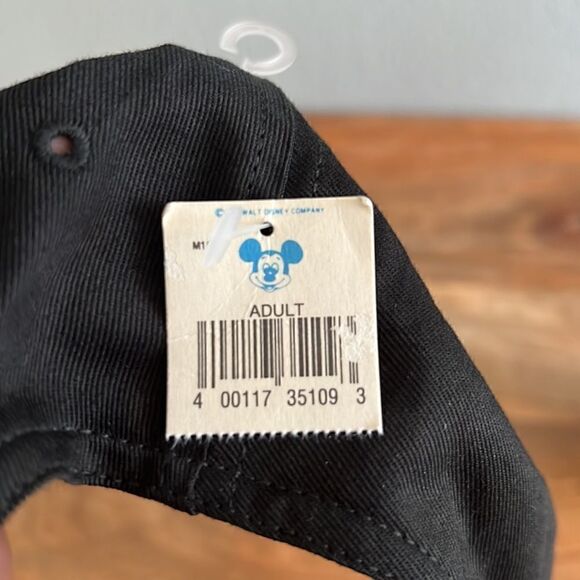 © WALT DISNEY COMPANY
ADULT
4 00117 35109 3